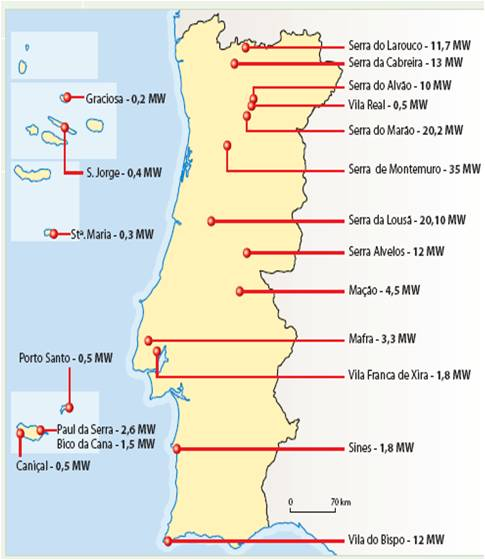 Serra do Larouco - 11,7 MW
Serra da Cabreira - 13 MW
Serra do Alvão - 10 MW
Vila Real - 0,5 MW
Serra do Marão - 20,2 MW
Serra de Montemuro - 35 MW
Serra da Lousã - 20,10 MW
Serra Alvelos - 12 MW
Mação - 4,5 MW
Mafra - 3,3 MW
Vila Franca de Xira - 1,8 MW
Sines - 1,8 MW
0 70 km
Vila do Bispo - 12 MW
Graciosa - 0,2 MW
S. Jorge - 0,4 MW
Stª. Maria - 0,3 MW
Porto Santo - 0,5 MW
Paul da Serra - 2,6 MW
Bico da Cana - 1,5 MW
Caniçal - 0,5 MW